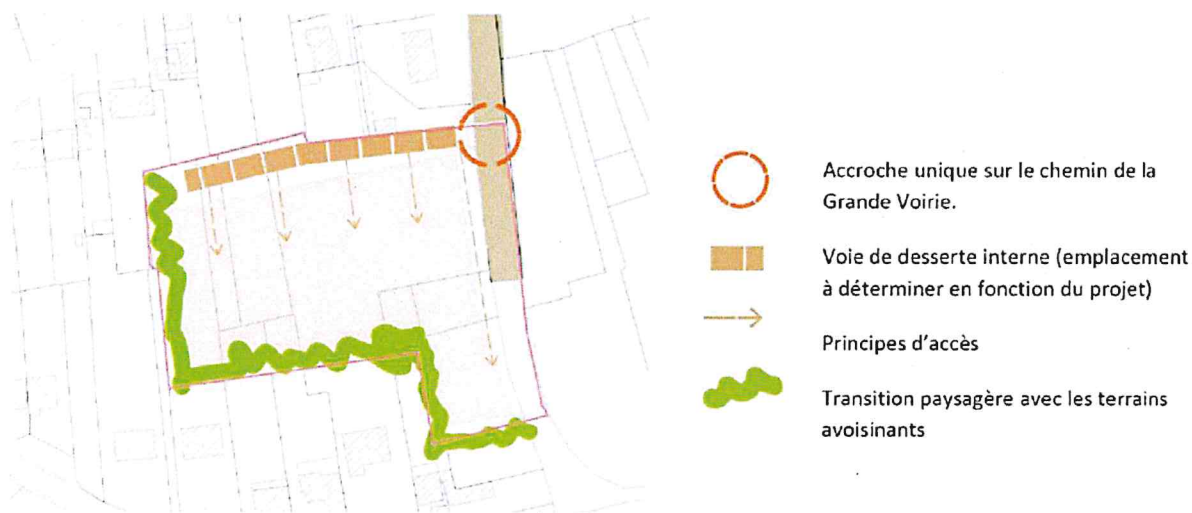 Accroche unique sur le chemin de la
Grande Voirie.
Voie de desserte interne (emplacement
à déterminer en fonction du projet)
Principes d'accès
Transition paysagère avec les terrains
avoisinants